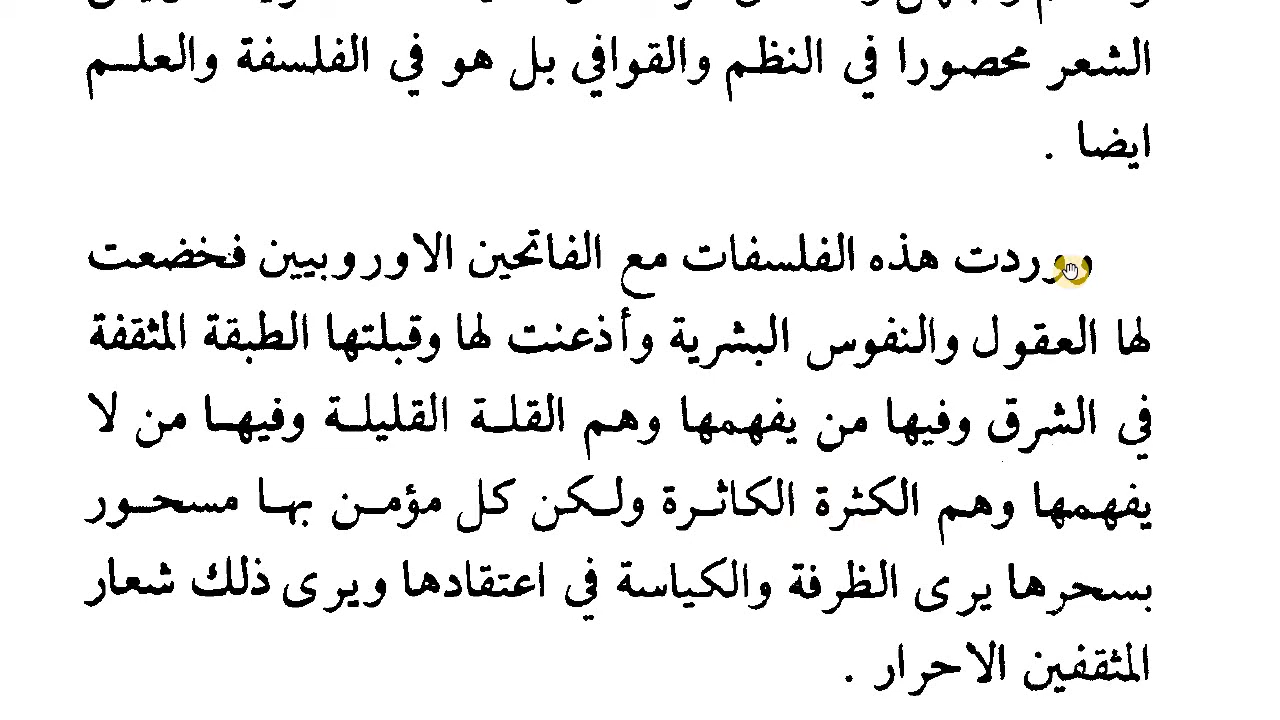 الشعر محصورا في النظم والقوافي بل هو في الفلسفة والعلم
ايضا .
وردت هذه الفلسفات مع الفاتحين الاوروبيين فخضعت
لها العقول والنفوس البشرية وأذعنت لها وقبلتها الطبقة المثقفة
في الشرق وفيها من يفهمها وهم القلة القليلة وفيها من لا
يفهمها وهم الكثرة الكاثرة ولكن كل مؤمن بها مسحور
بسحرها يرى الظرفة والكياسة في اعتقادها ويرى ذلك شعار
المثقفين الاحرار .